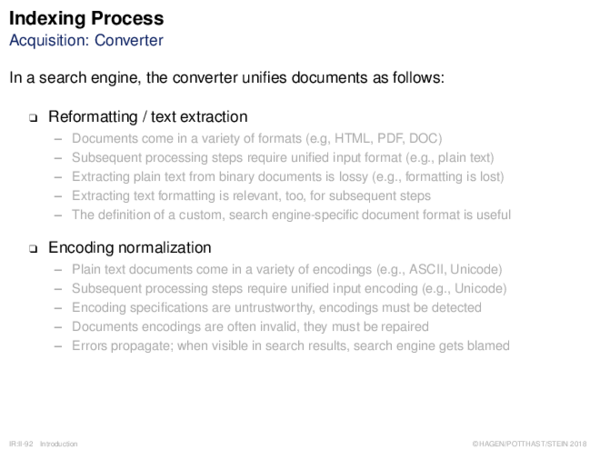 Indexing Process
Acquisition: Converter
In a search engine, the converter unifies documents as follows:
❑ Reformatting / text extraction
– Documents come in a variety of formats (e.g, HTML, PDF, DOC)
– Subsequent processing steps require unified input format (e.g., plain text)
– Extracting plain text from binary documents is lossy (e.g., formatting is lost)
– Extracting text formatting is relevant, too, for subsequent steps
– The definition of a custom, search engine-specific document format is useful
❑ Encoding normalization
– Plain text documents come in a variety of encodings (e.g., ASCII, Unicode)
– Subsequent processing steps require unified input encoding (e.g., Unicode)
– Encoding specifications are untrustworthy, encodings must be detected
– Documents encodings are often invalid, they must be repaired
– Errors propagate; when visible in search results, search engine gets blamed
IR:II-92 Introduction ©HAGEN/POTTHAST/STEIN 2018